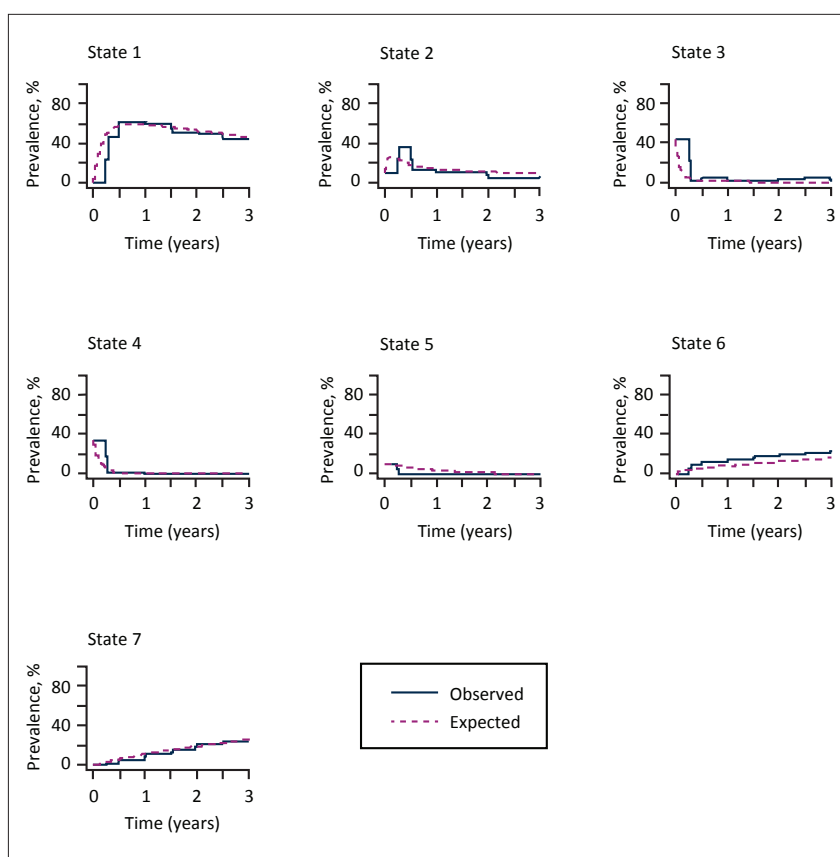 State 1
Prevalence, %
80
40
0
0 1 2 3
Time (years)
State 2
Prevalence, %
80
40
0
0 1 2 3
Time (years)
State 3
Prevalence, %
80
40
0
0 1 2 3
Time (years)
State 4
Prevalence, %
80
40
0
0 1 2 3
Time (years)
State 5
Prevalence, %
80
40
0
0 1 2 3
Time (years)
State 6
Prevalence, %
80
40
0
0 1 2 3
Time (years)
State 7
Prevalence, %
80
40
0
0 1 2 3
Time (years)
Observed
Expected